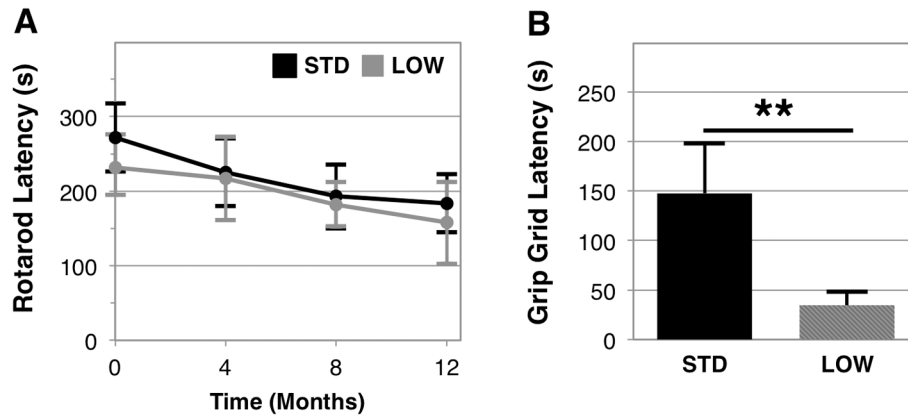 A
STD LOW
Rotarod Latency (s)
300
200
100
0
0 4 8 12
Time (Months)
B
**
Grip Grid Latency (s)
250
200
150
100
50
0
STD LOW